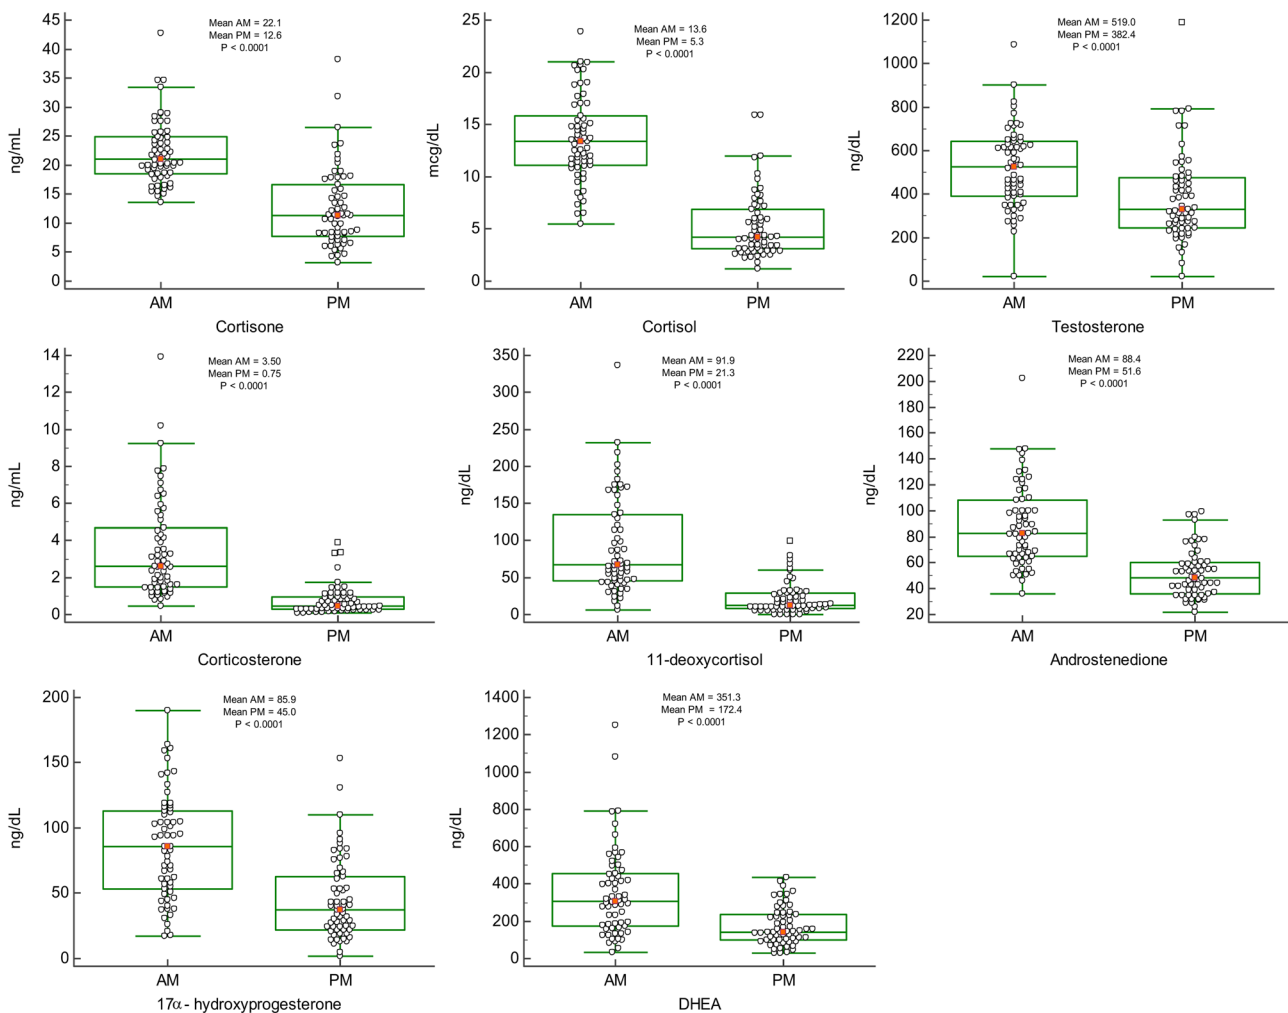 Mean AM = 22.1
Mean PM = 12.6
P < 0.0001
45
40
35
30
25
20
15
10
5
0
ng/mL
AM PM
Cortisone
Mean AM = 13.6
Mean PM = 5.3
P < 0.0001
25
20
15
10
5
0
mcg/dL
AM PM
Cortisol
Mean AM = 519.0
Mean PM = 382.4
P < 0.0001
1200
1000
800
600
400
200
0
ng/dL
AM PM
Testosterone
Mean AM = 3.50
Mean PM = 0.75
P < 0.0001
14
12
10
8
6
4
2
0
ng/mL
AM PM
Corticosterone
Mean AM = 91.9
Mean PM = 21.3
P < 0.0001
350
300
250
200
150
100
50
0
ng/dL
AM PM
11-deoxycortisol
Mean AM = 88.4
Mean PM = 51.6
P < 0.0001
220
200
180
160
140
120
100
80
60
40
20
ng/dL
AM PM
Androstenedione
Mean AM = 85.9
Mean PM = 45.0
P < 0.0001
200
150
100
50
0
ng/dL
AM PM
17α- hydroxyprogesterone
Mean AM = 351.3
Mean PM = 172.4
P < 0.0001
1400
1200
1000
800
600
400
200
0
ng/dL
AM PM
DHEA